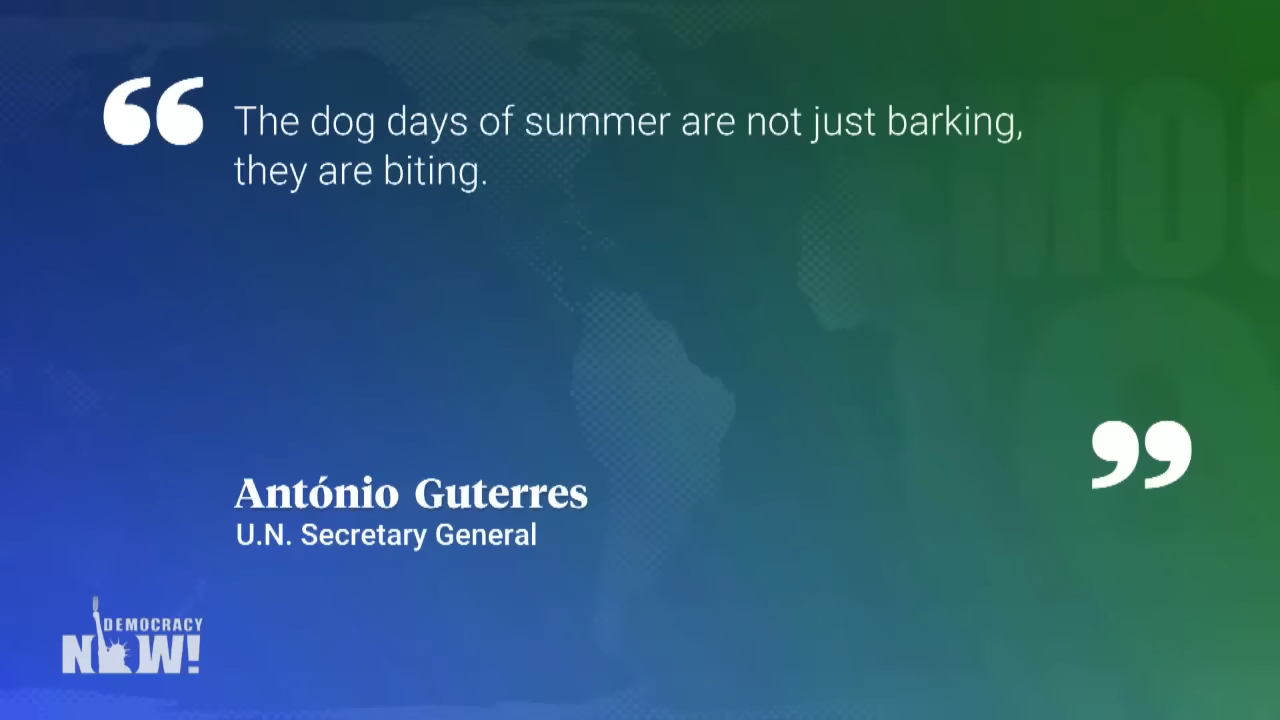 “ The dog days of summer are not just barking,
they are biting.
”
António Guterres
U.N. Secretary General
DEMOCRACY
NOW!